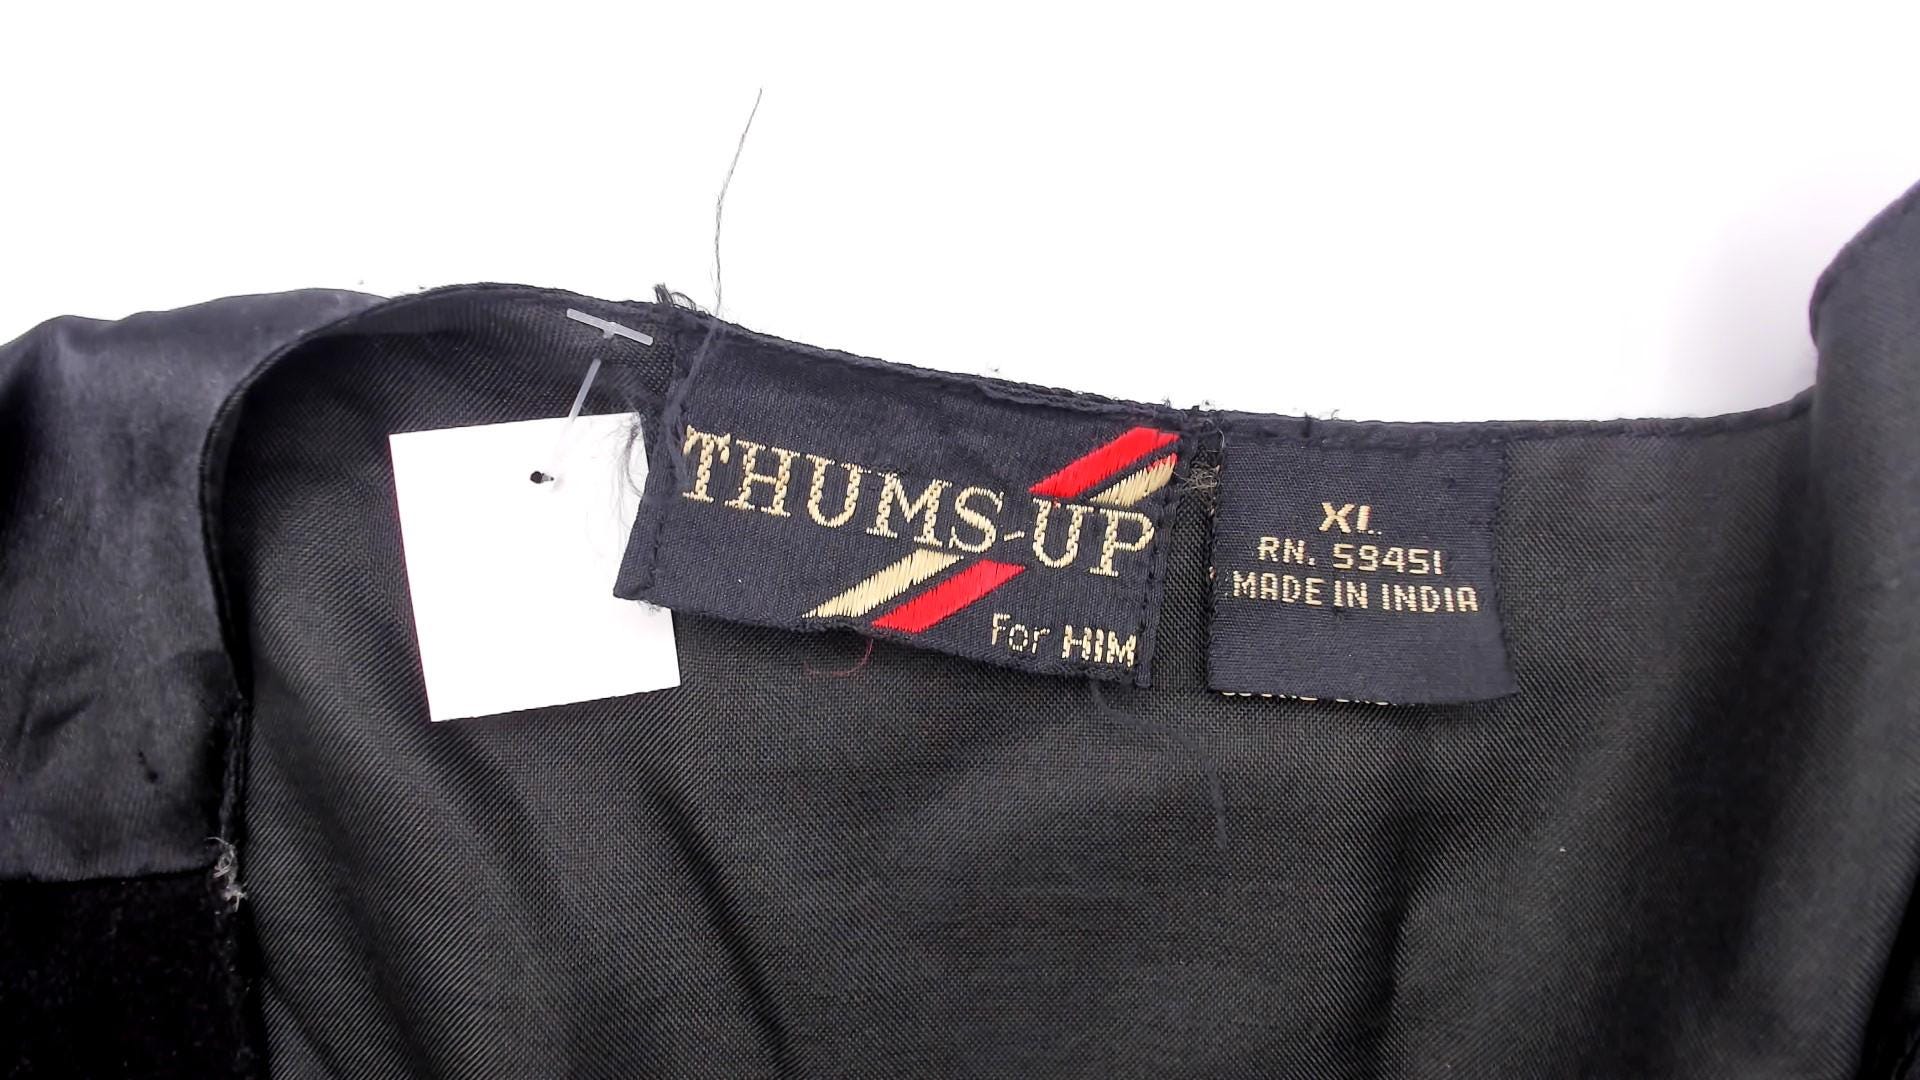 THUMS-UP
For HIM
XL
RN. 59451
MADE IN INDIA